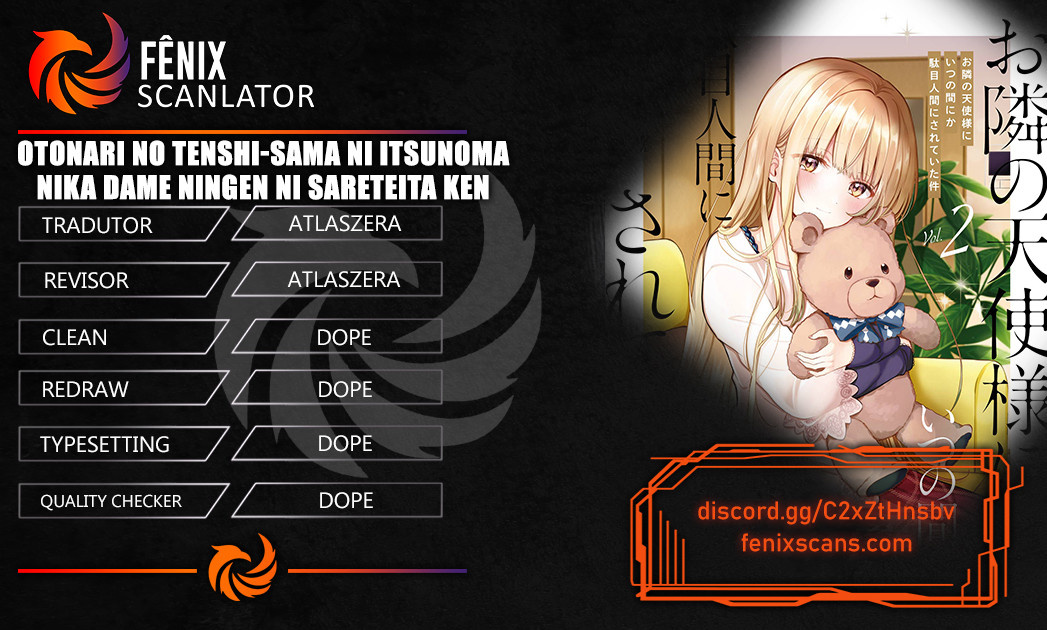 FÊNIX
SCANLATOR
OTONARI NO TENSHI-SAMA NI ITSUNOMA
NIKA DAME NINGEN NI SARETEITA KEN
TRADUTOR ATLASZERA
REVISOR ATLASZERA
CLEAN DOPE
REDRAW DOPE
TYPESETTING DOPE
QUALITY CHECKER DOPE
お隣の天使様
いつの
人間に
され
お隣の天使様に
いつの間にか
駄目人間にされていた件
Vol. 2
discord.gg/C2xZtHnsbv
fenixscans.com